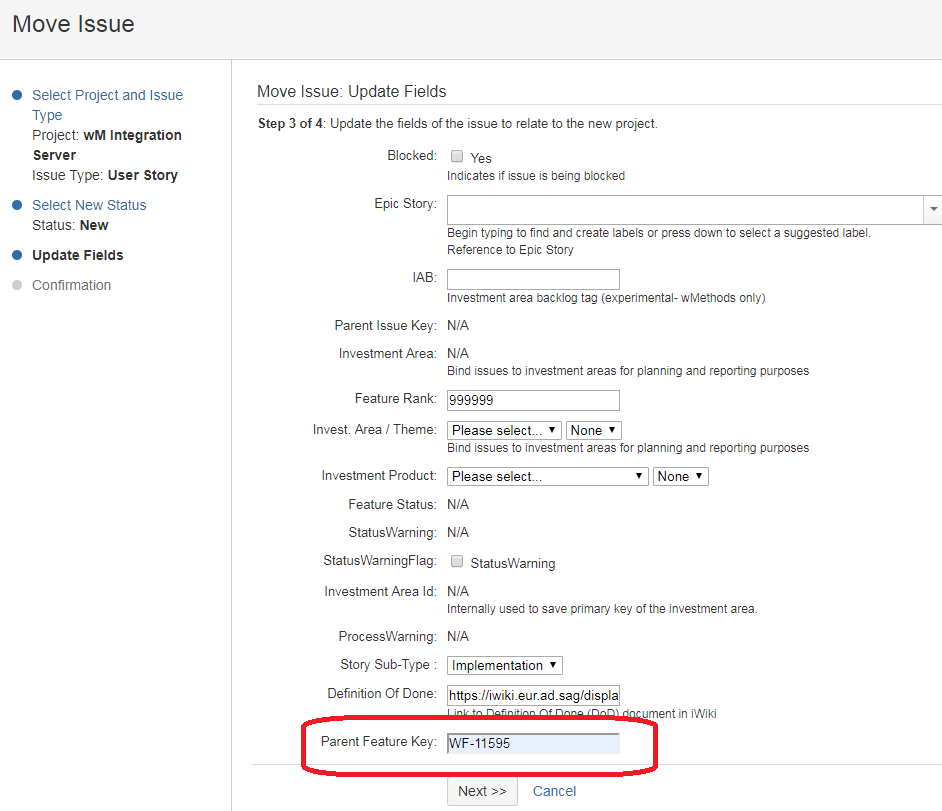 Move Issue
Select Project and Issue
Type
Project: wM Integration
Server
Issue Type: User Story
Select New Status
Status: New
Update Fields
Confirmation
Move Issue: Update Fields
Step 3 of 4: Update the fields of the issue to relate to the new project.
Blocked: Yes
Indicates if issue is being blocked
Epic Story:
Begin typing to find and create labels or press down to select a suggested label.
Reference to Epic Story
IAB:
Investment area backlog tag (experimental- wMethods only)
Parent Issue Key: N/A
Investment Area: N/A
Bind issues to investment areas for planning and reporting purposes
Feature Rank: 999999
Invest. Area / Theme: Please select... None
Bind issues to investment areas for planning and reporting purposes
Investment Product: Please select... None
Feature Status: N/A
StatusWarning: N/A
StatusWarningFlag: StatusWarning
Investment Area Id: N/A
Internally used to save primary key of the investment area.
ProcessWarning: N/A
Story Sub-Type : Implementation
Definition Of Done: https://iwiki.eur.ad.sag/displa
Link to Definition Of Done (DoD) document in iWiki
Parent Feature Key: WF-11595
Next >> Cancel